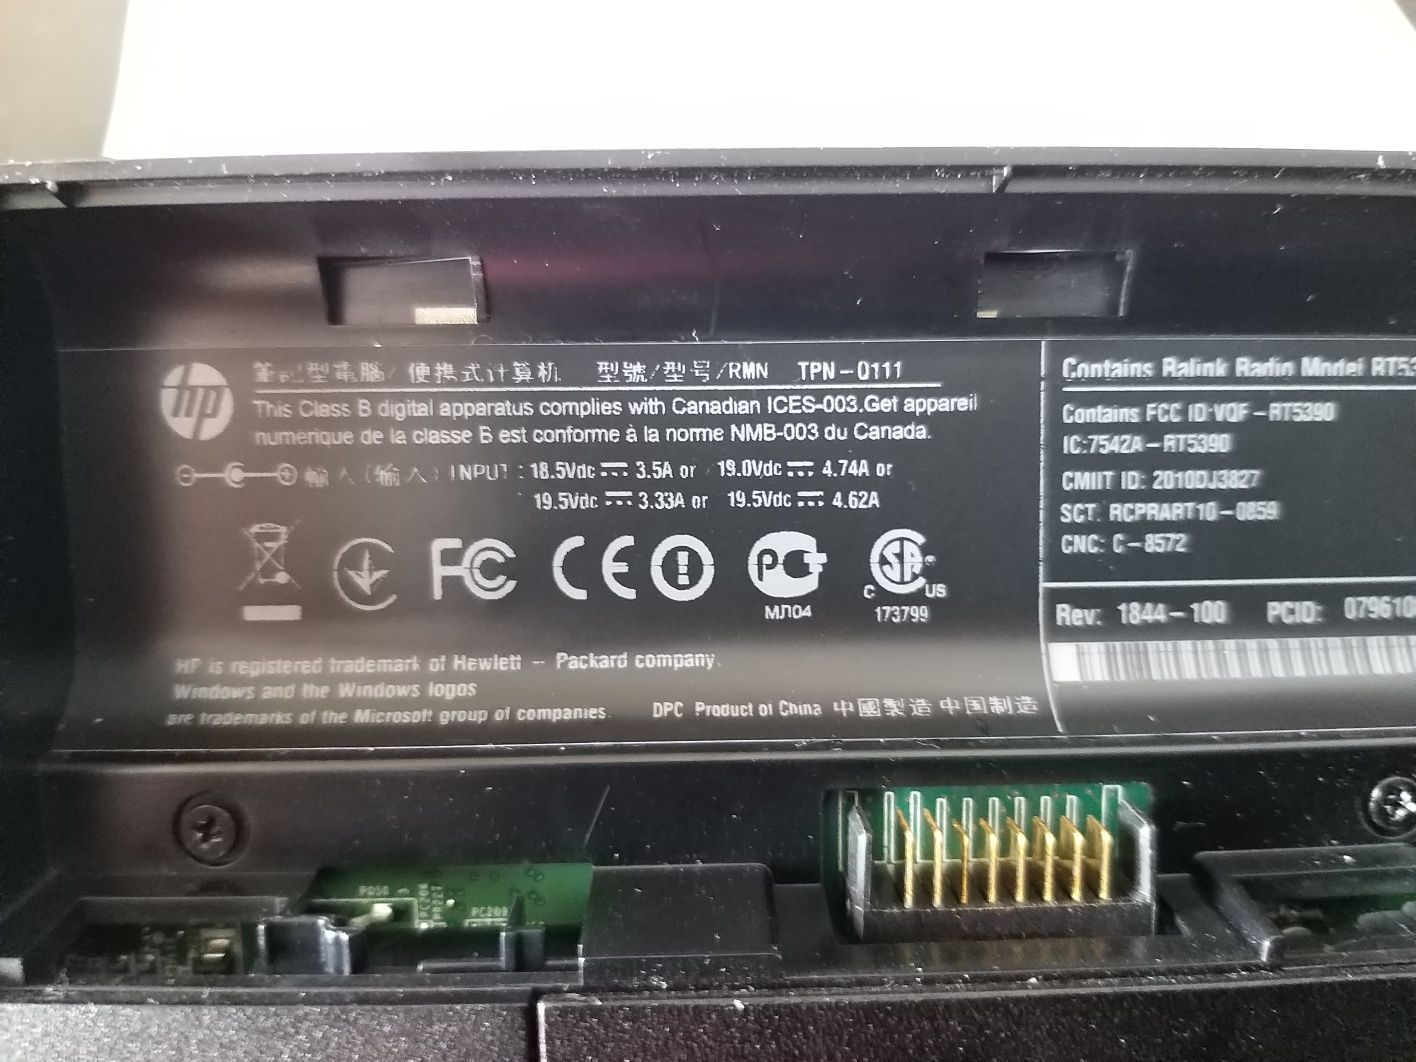 hp
筆記型電腦/便携式计算机 型號/型号/RMN TPN-Q111
This Class B digital apparatus complies with Canadian ICES-003.Get appareil
numerique de la classe B est conforme à la norme NMB-003 du Canada.
輸入(输入) INPUT : 18.5Vdc ⎓ 3.5A or 19.0Vdc ⎓ 4.74A or
19.5Vdc ⎓ 3.33A or 19.5Vdc ⎓ 4.62A
FC CE PCT SA
МЛ04
C US
173799
HP is registered trademark of Hewlett -- Packard company.
Windows and the Windows logos
are trademarks of the Microsoft group of companies.
DPC Product of China 中國製造 中国制造
Contains Ralink Radio Model RT53
Contains FCC ID:VQF-RT5390
IC:7542A-RT5390
CMIIT ID: 2010DJ3827
SCT: RCPRART10-0859
CNC: C-8572
Rev: 1844-100 PCID: 079610